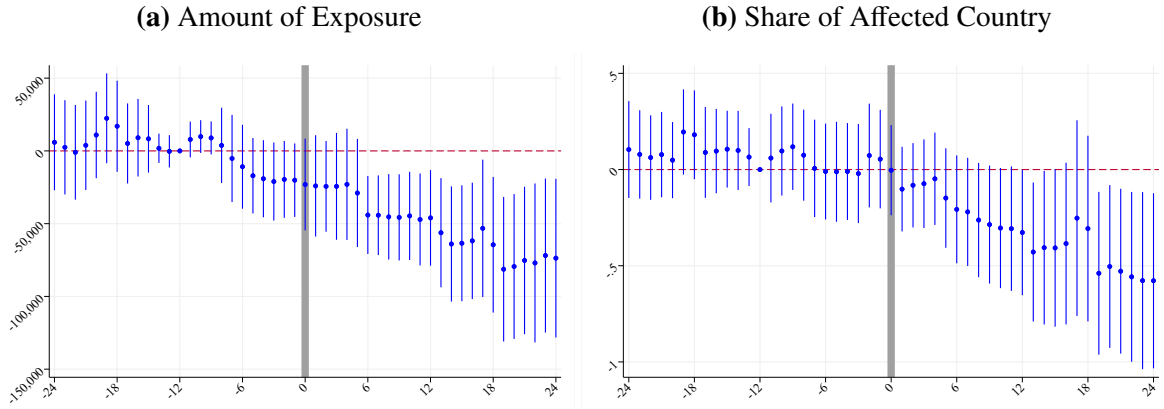 (a) Amount of Exposure
50,000
0
-50,000
-100,000
-150,000
-24 -18 -12 -6 0 6 12 18 24
(b) Share of Affected Country
.5
0
-.5
-1
-24 -18 -12 -6 0 6 12 18 24